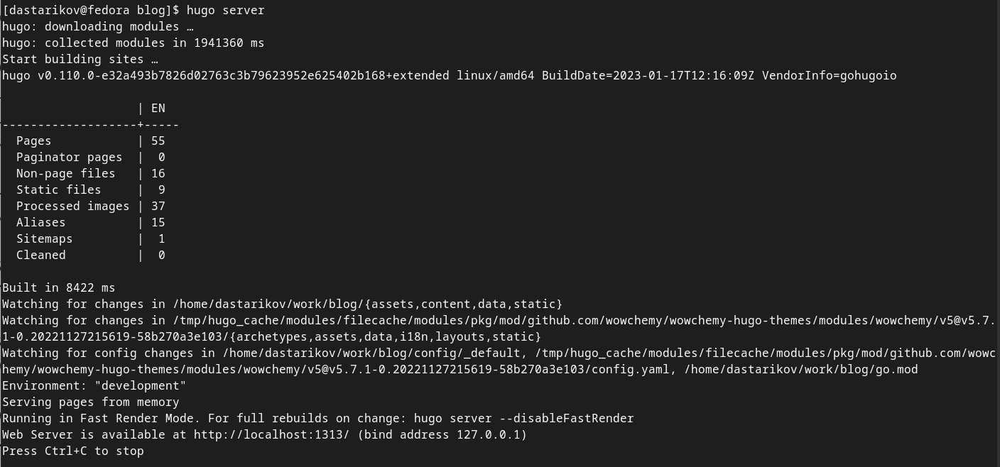 [dastarikov@fedora blog]$ hugo server
hugo: downloading modules …
hugo: collected modules in 1941360 ms
Start building sites …
hugo v0.110.0-e32a493b7826d02763c3b79623952e625402b168+extended linux/amd64 BuildDate=2023-01-17T12:16:09Z VendorInfo=gohugoio
                   | EN
-------------------+-----
  Pages            | 55
  Paginator pages  |  0
  Non-page files   | 16
  Static files     |  9
  Processed images | 37
  Aliases          | 15
  Sitemaps         |  1
  Cleaned          |  0
Built in 8422 ms
Watching for changes in /home/dastarikov/work/blog/{assets,content,data,static}
Watching for changes in /tmp/hugo_cache/modules/filecache/modules/pkg/mod/github.com/wowchemy/wowchemy-hugo-themes/modules/wowchemy/v5@v5.7.
1-0.20221127215619-58b270a3e103/{archetypes,assets,data,i18n,layouts,static}
Watching for config changes in /home/dastarikov/work/blog/config/_default, /tmp/hugo_cache/modules/filecache/modules/pkg/mod/github.com/wowc
hemy/wowchemy-hugo-themes/modules/wowchemy/v5@v5.7.1-0.20221127215619-58b270a3e103/config.yaml, /home/dastarikov/work/blog/go.mod
Environment: "development"
Serving pages from memory
Running in Fast Render Mode. For full rebuilds on change: hugo server --disableFastRender
Web Server is available at http://localhost:1313/ (bind address 127.0.0.1)
Press Ctrl+C to stop